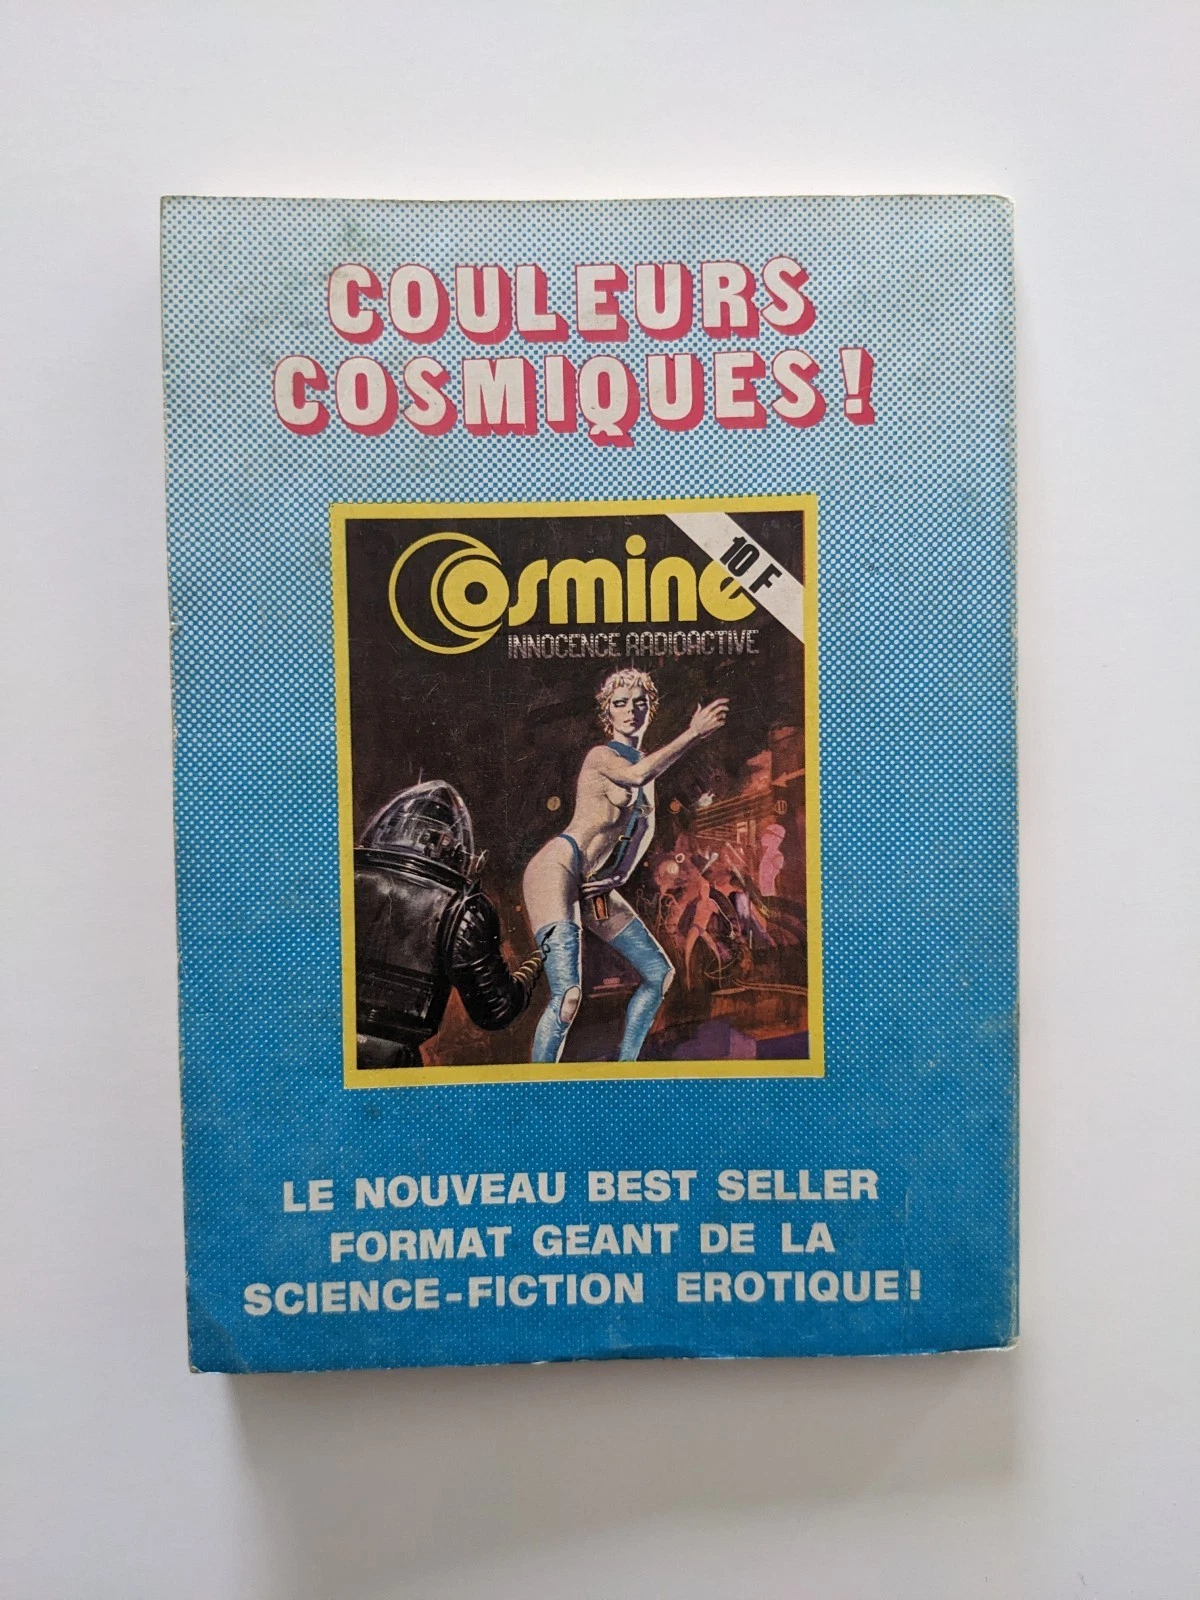 COULEURS
COSMIQUES!
10 F
Cosmine
INNOCENCE RADIOACTIVE
LE NOUVEAU BEST SELLER
FORMAT GEANT DE LA
SCIENCE-FICTION EROTIQUE!